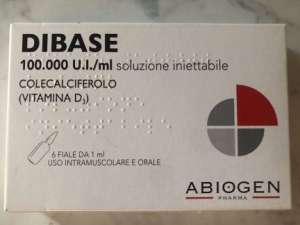 DIBASE
100.000 U.I./ml soluzione iniettabile
COLECALCIFEROLO
(VITAMINA D₃)
6 FIALE DA 1 ml
USO INTRAMUSCOLARE E ORALE
ABIOGEN
PHARMA